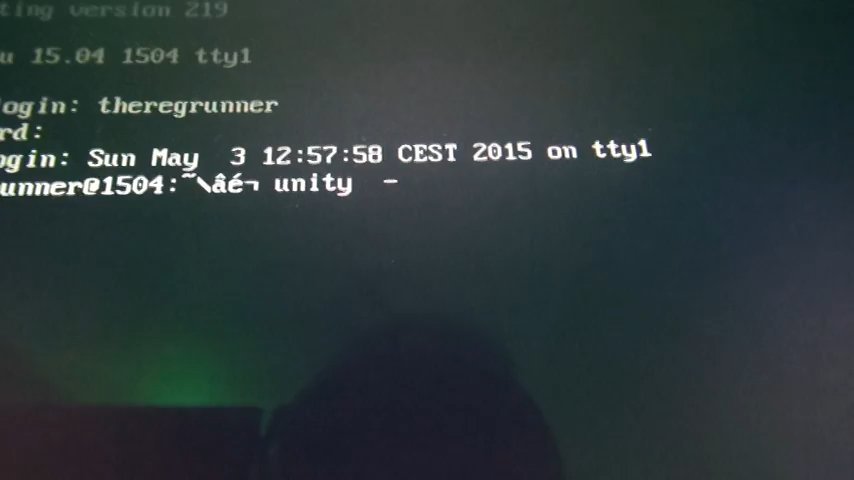 ting version 219
u 15.04 1504 tty1
login: theregrunner
rd:
ogin: Sun May  3 12:57:58 CEST 2015 on tty1
unner@1504:~\âé¬ unity  -